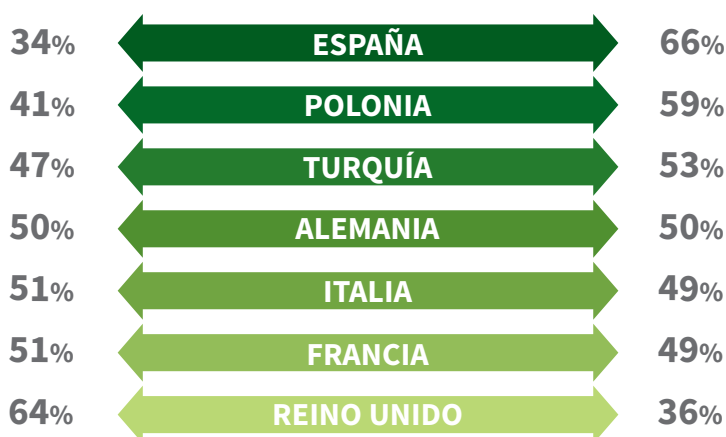 34% ESPAÑA 66%
41% POLONIA 59%
47% TURQUÍA 53%
50% ALEMANIA 50%
51% ITALIA 49%
51% FRANCIA 49%
64% REINO UNIDO 36%